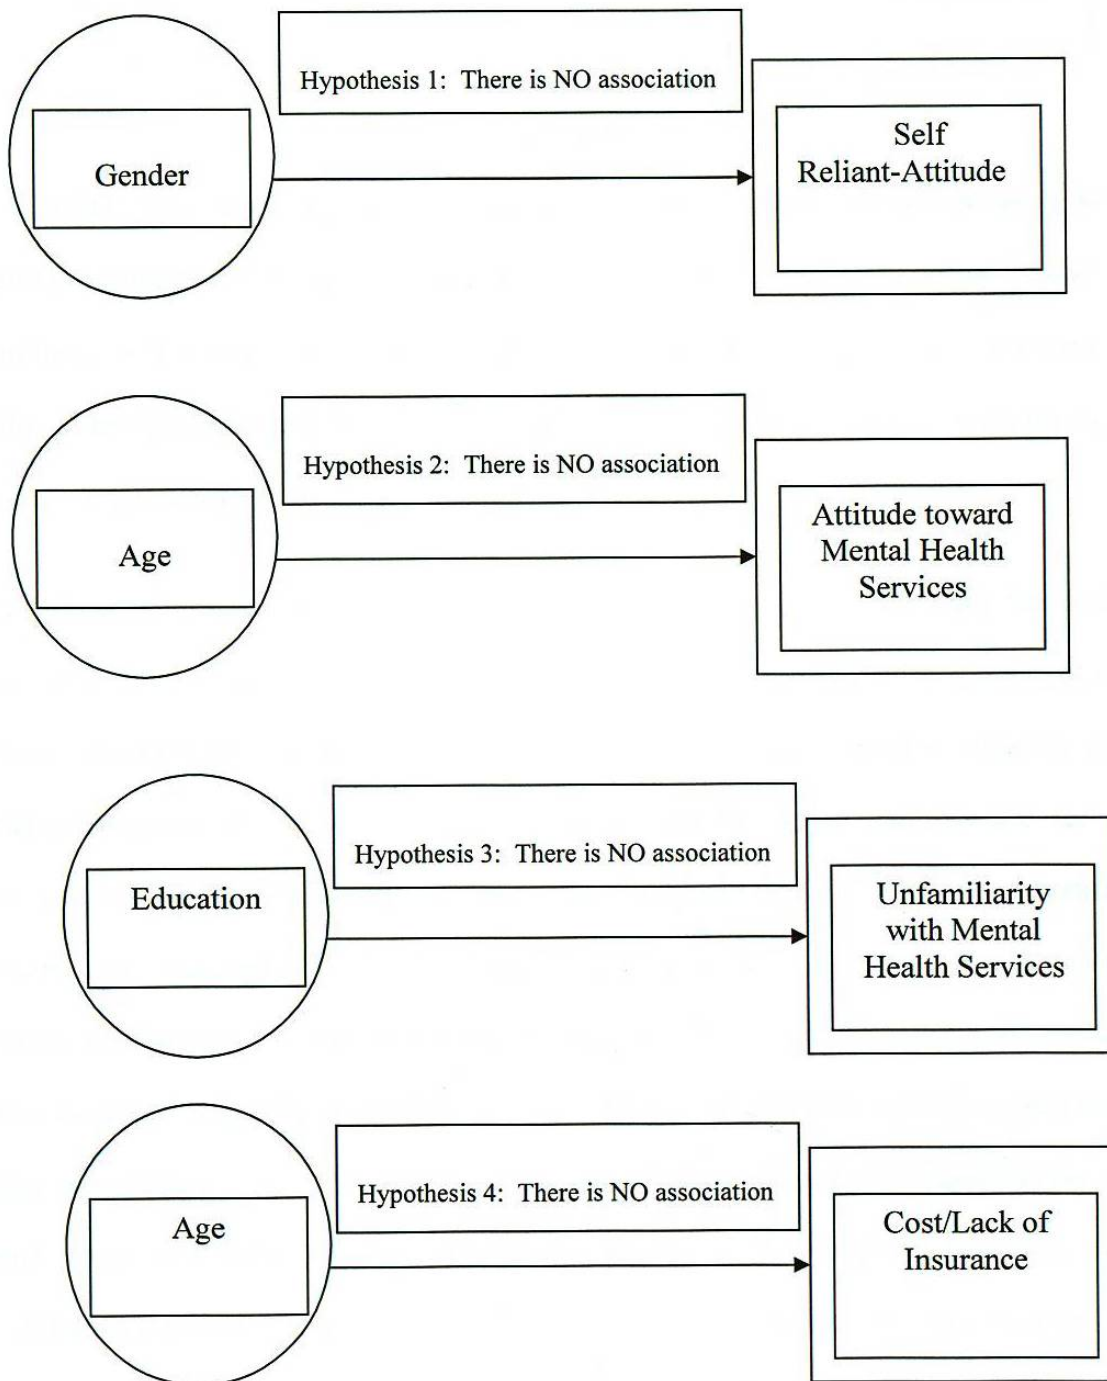 Hypothesis 1: There is NO association
Gender
Self
Reliant-Attitude
Hypothesis 2: There is NO association
Age
Attitude toward
Mental Health
Services
Hypothesis 3: There is NO association
Education
Unfamiliarity
with Mental
Health Services
Hypothesis 4: There is NO association
Age
Cost/Lack of
Insurance